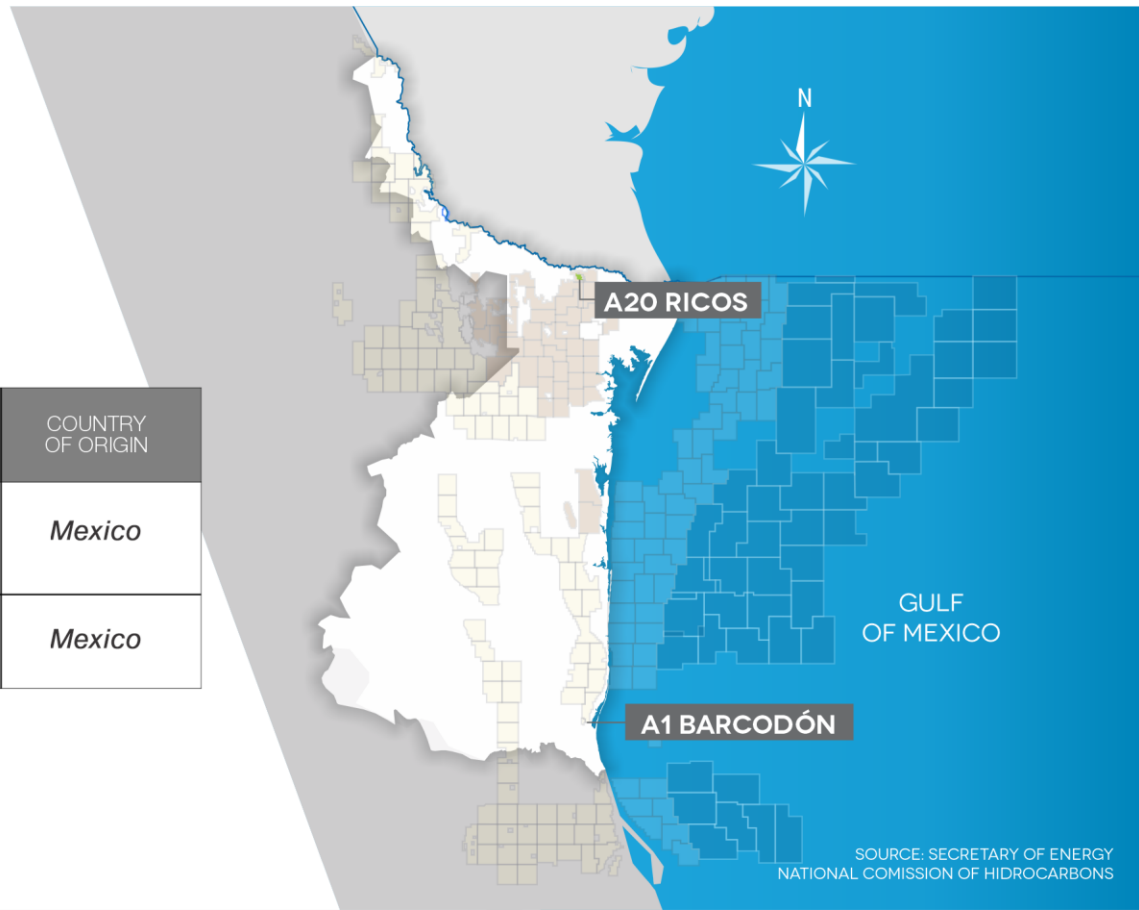 N
A20 RICOS
COUNTRY
OF ORIGIN
Mexico
Mexico
GULF
OF MEXICO
A1 BARCODÓN
SOURCE: SECRETARY OF ENERGY
NATIONAL COMISSION OF HIDROCARBONS